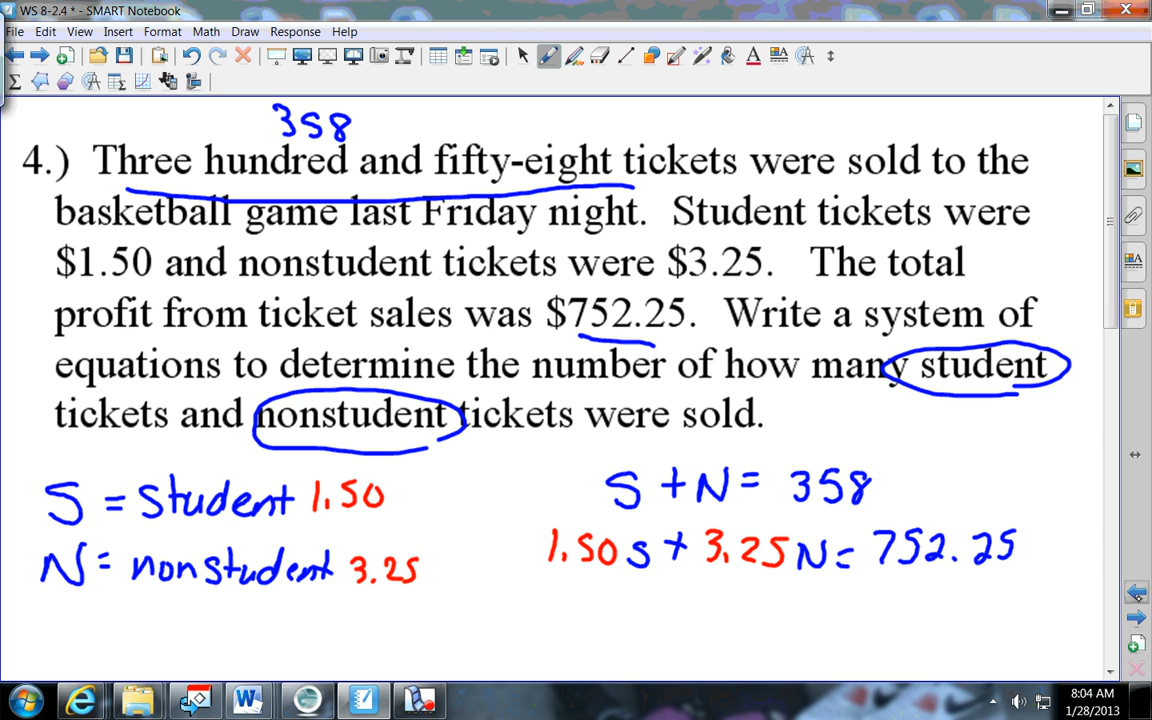 WS 8-2.4 * - SMART Notebook
File Edit View Insert Format Math Draw Response Help
358
4.) Three hundred and fifty-eight tickets were sold to the
basketball game last Friday night. Student tickets were
$1.50 and nonstudent tickets were $3.25. The total
profit from ticket sales was $752.25. Write a system of
equations to determine the number of how many student
tickets and nonstudent tickets were sold.
S = Student 1.50
N = nonstudent 3.25
S + N = 358
1.50 S + 3.25 N = 752.25
8:04 AM
1/28/2013